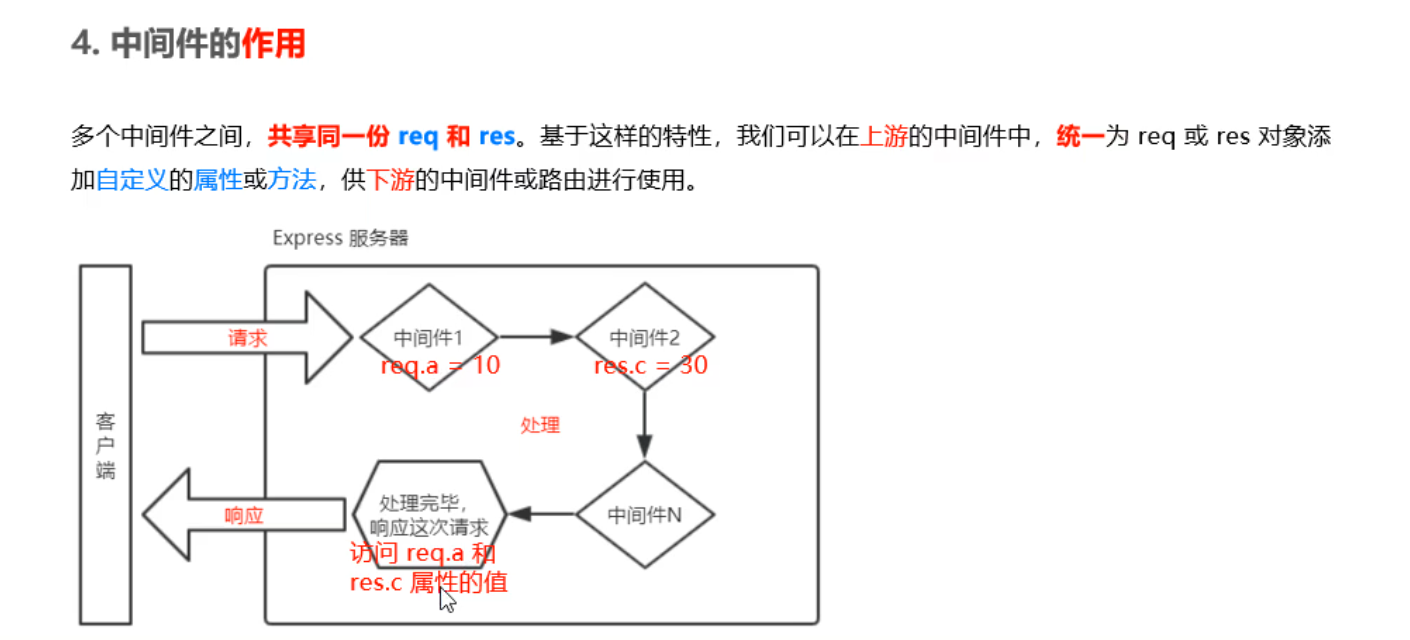 4. 中间件的作用
多个中间件之间，共享同一份 req 和 res。基于这样的特性，我们可以在上游的中间件中，统一为 req 或 res 对象添
加自定义的属性或方法，供下游的中间件或路由进行使用。
Express 服务器
客户端
请求
中间件1
req.a = 10
中间件2
res.c = 30
处理
响应
处理完毕，
响应这次请求
访问 req.a 和
res.c 属性的值
中间件N